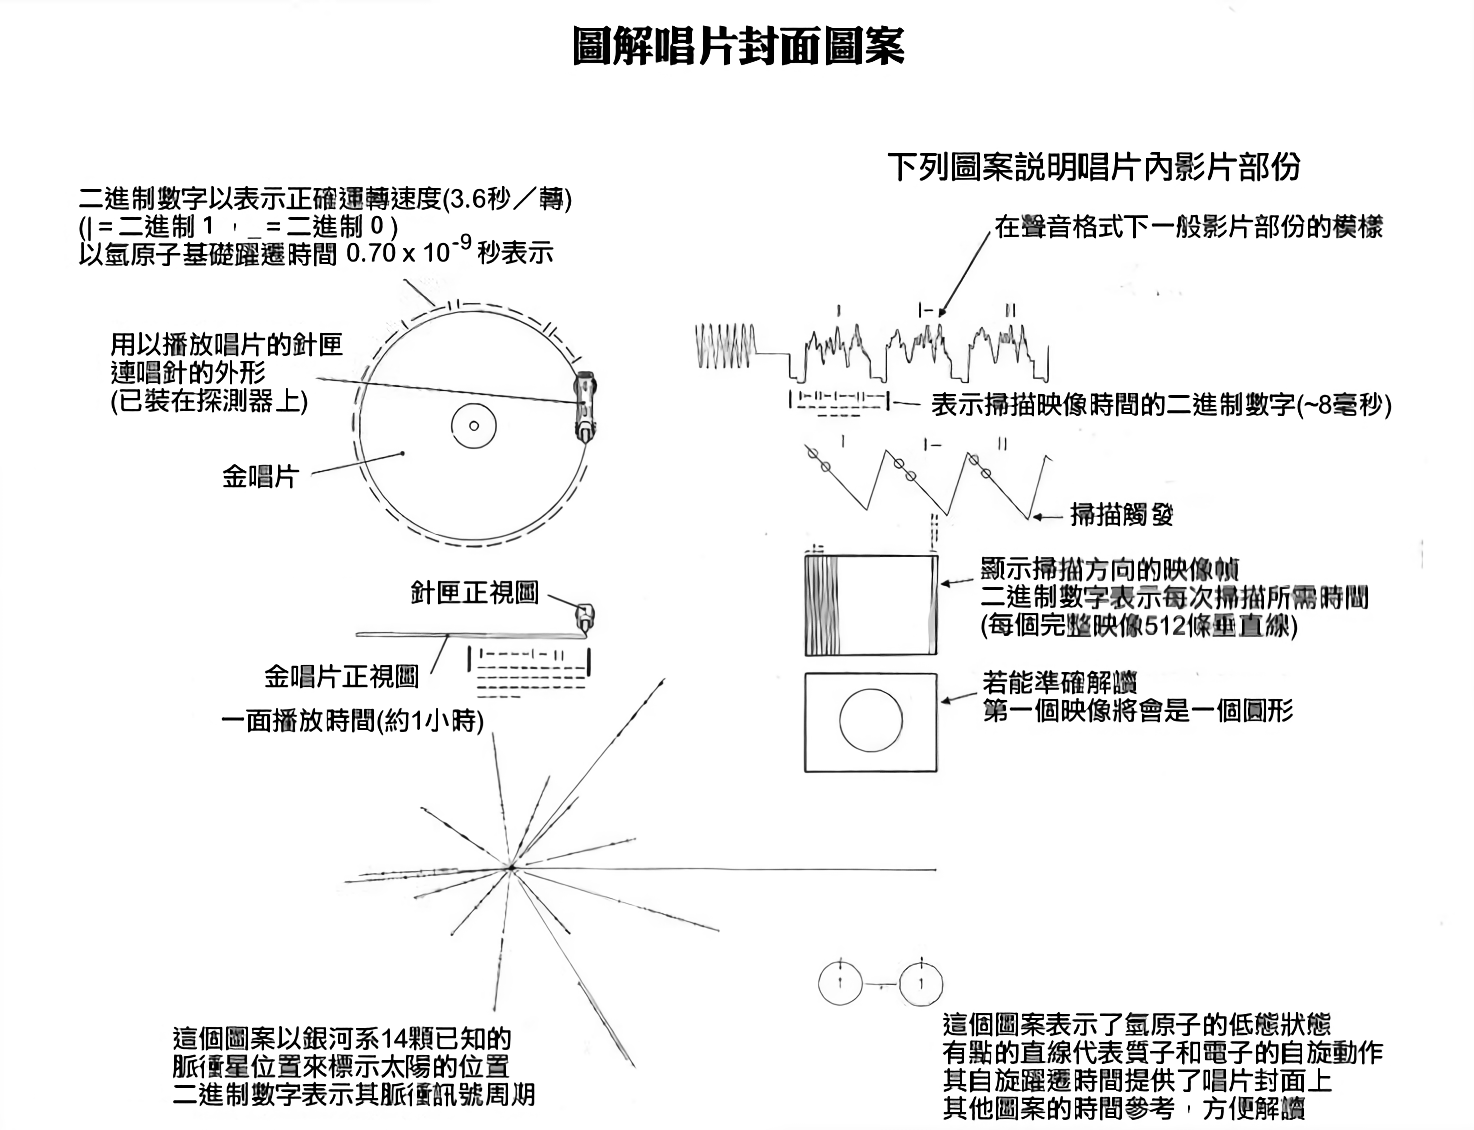 圖解唱片封面圖案
二進制數字以表示正確運轉速度(3.6秒／轉)
(|=二進制1，_=二進制0)
以氫原子基礎躍遷時間 0.70 x 10-9 秒表示
用以播放唱片的針匣
連唱針的外形
(已裝在探測器上)
金唱片
針匣正視圖
金唱片正視圖
一面播放時間(約1小時)
這個圖案以銀河系14顆已知的
脈衝星位置來標示太陽的位置
二進制數字表示其脈衝訊號周期
下列圖案説明唱片內影片部份
在聲音格式下一般影片部份的模樣
表示掃描映像時間的二進制數字(~8毫秒)
掃描觸發
顯示掃描方向的映像幀
二進制數字表示每次掃描所需時間
(每個完整映像512條垂直線)
若能準確解讀
第一個映像將會是一個圓形
這個圖案表示了氫原子的低態狀態
有點的直線代表質子和電子的自旋動作
其自旋躍遷時間提供了唱片封面上
其他圖案的時間參考，方便解讀